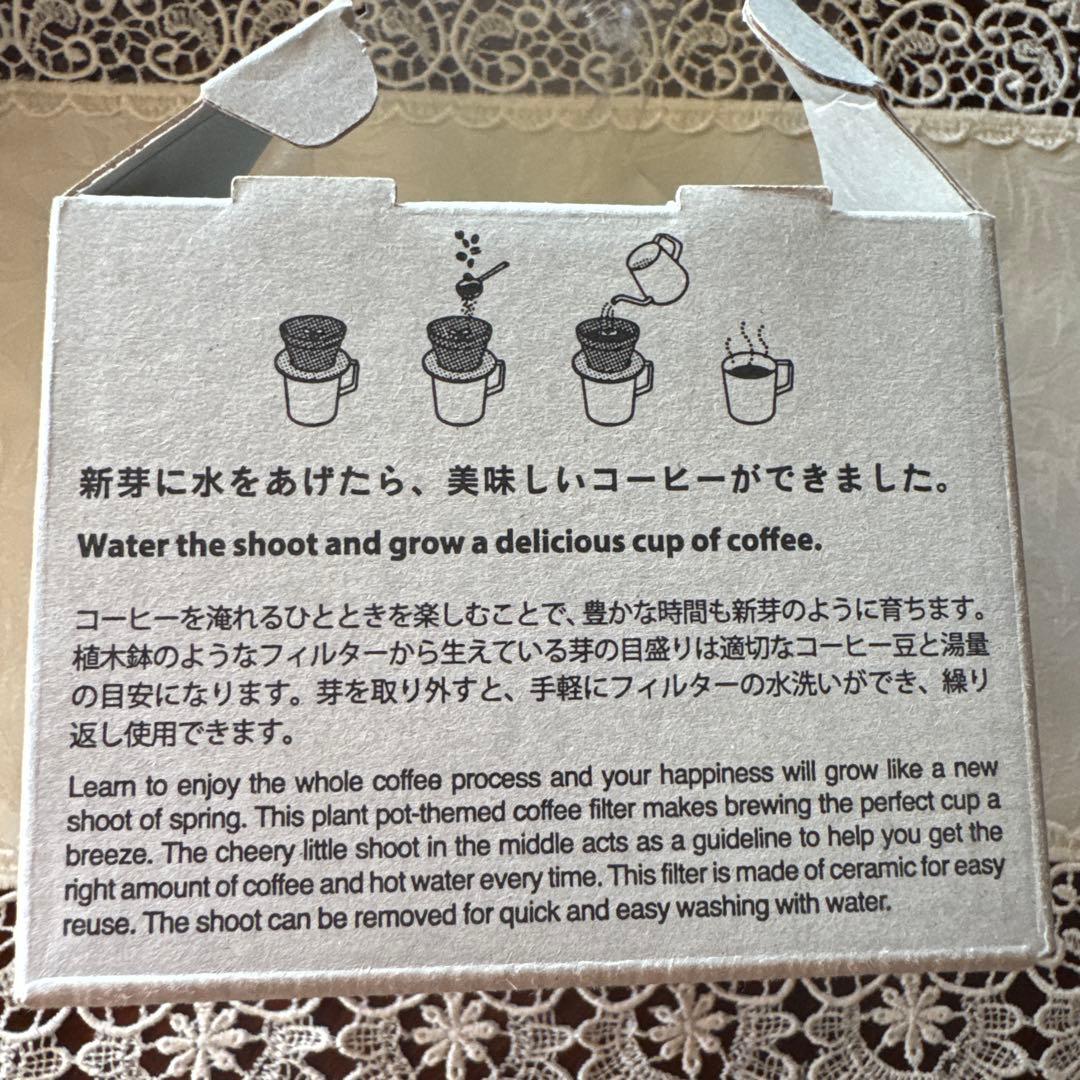 新芽に水をあげたら、美味しいコーヒーができました。
Water the shoot and grow a delicious cup of coffee.
コーヒーを淹れるひとときを楽しむことで、豊かな時間も新芽のように育ちます。
植木鉢のようなフィルターから生えている芽の目盛りは適切なコーヒー豆と湯量
の目安になります。芽を取り外すと、手軽にフィルターの水洗いができ、繰り
返し使用できます。
Learn to enjoy the whole coffee process and your happiness will grow like a new
shoot of spring. This plant pot-themed coffee filter makes brewing the perfect cup a
breeze. The cheery little shoot in the middle acts as a guideline to help you get the
right amount of coffee and hot water every time. This filter is made of ceramic for easy
reuse. The shoot can be removed for quick and easy washing with water.